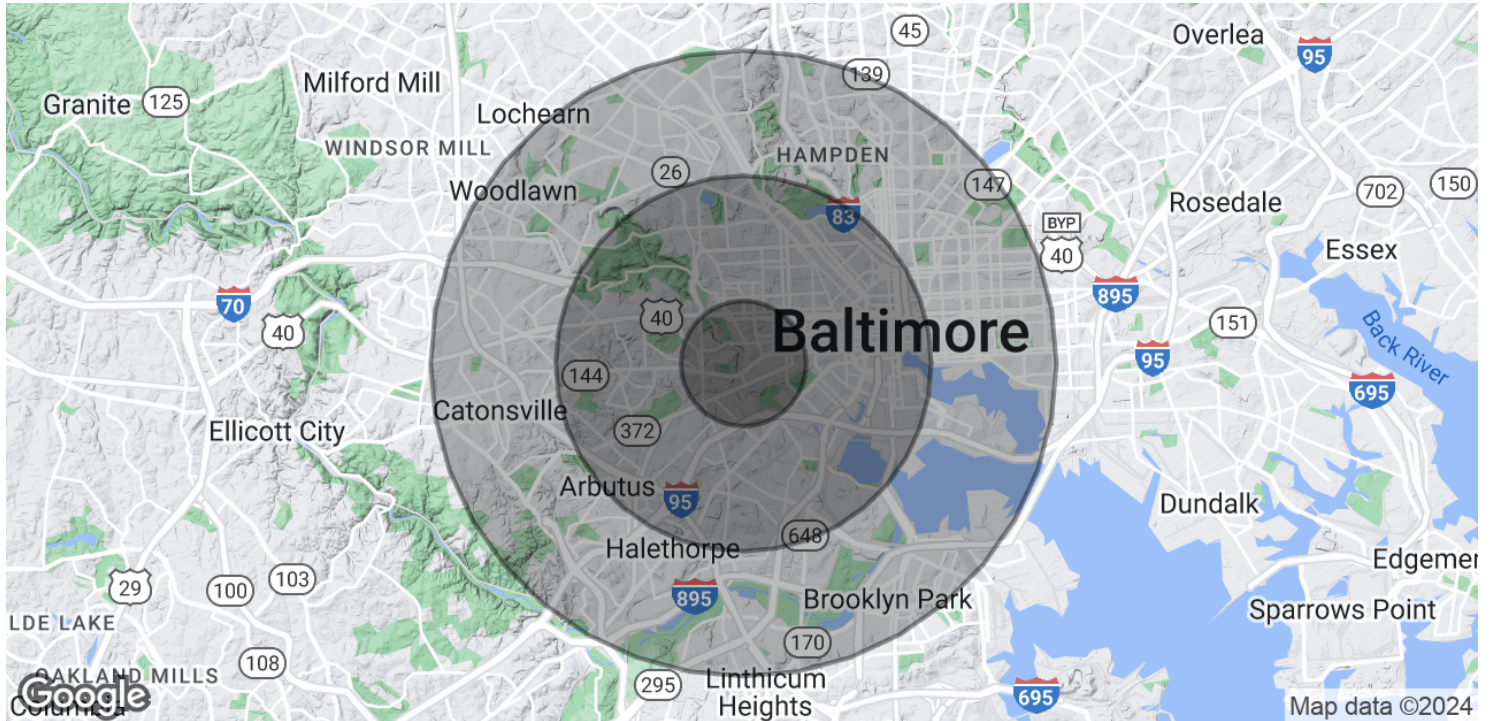 45
Overlea
95
139
Milford Mill
Granite
125
Lochearn
WINDSOR MILL
HAMPDEN
26
147
Woodlawn
702
150
Rosedale
83
BYP
40
Essex
70
895
40
40
151
Baltimore
95
Back River
144
695
Catonsville
372
Ellicott City
Arbutus
95
Dundalk
648
Halethorpe
Edgemer
29
100
103
895
Brooklyn Park
Sparrows Point
LDE LAKE
170
108
OAKLAND MILLS
295
Linthicum
Heights
695
Google
Columbia
Map data ©2024